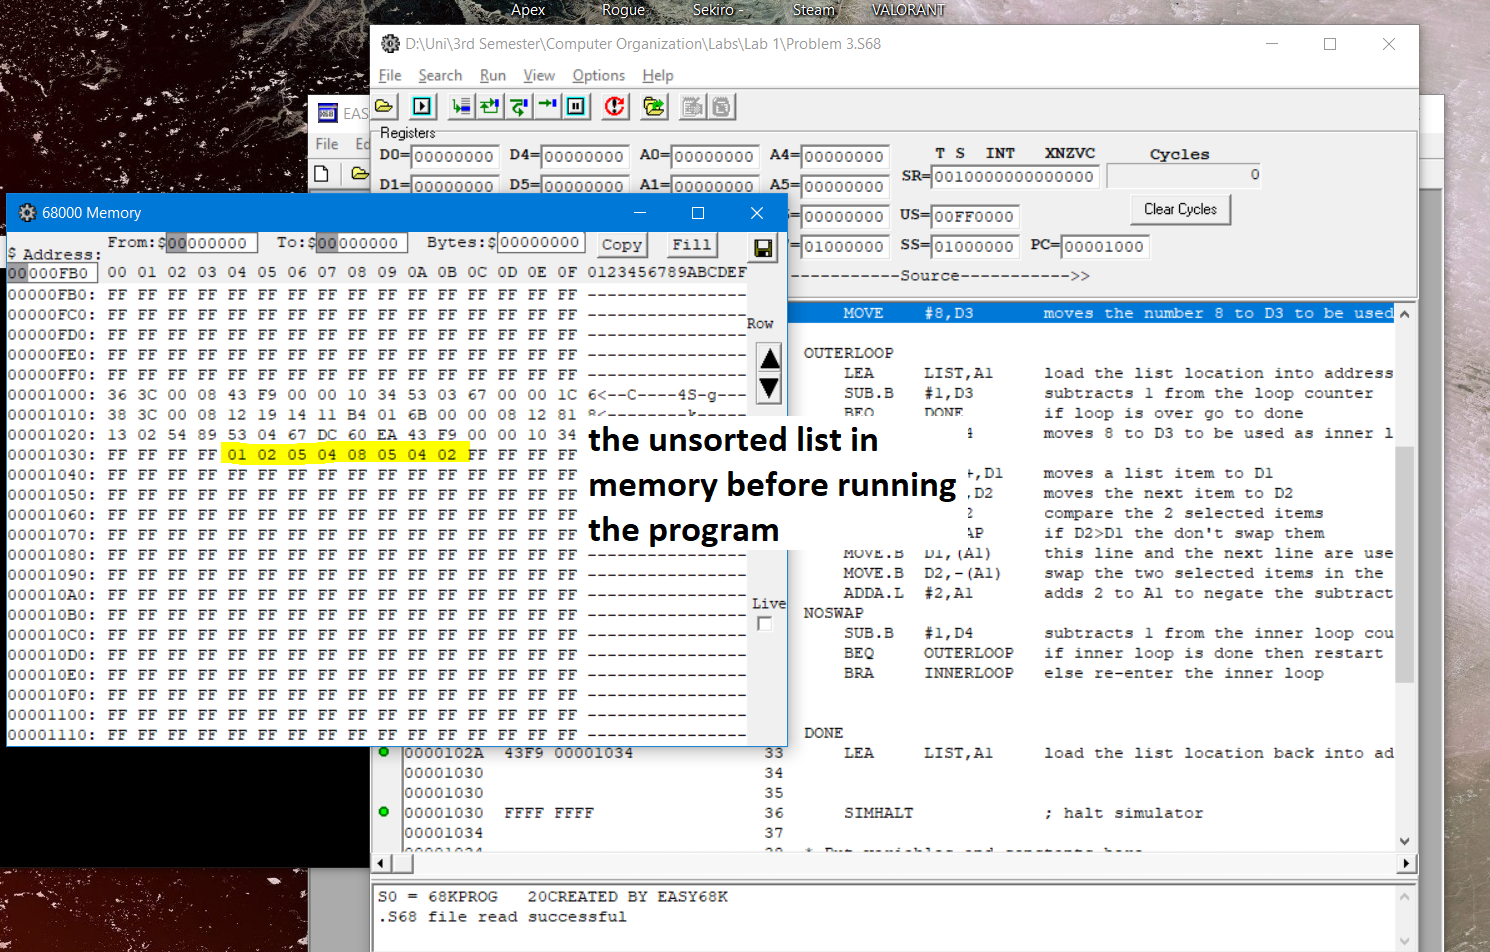 Apex Rogue Sekiro - Steam VALORANT
D:\Uni\3rd Semester\Computer Organization\Labs\Lab 1\Problem 3.S68
File Search Run View Options Help
EAS
File Ed
Registers
D0= 00000000 D4= 00000000 A0= 00000000 A4= 00000000
T S INT XNZVC Cycles
D1= 00000000 D5= 00000000 A1= 00000000 A5= 00000000
SR= 0010000000000000 0
00000000 US= 00FF0000 Clear Cycles
01000000 SS= 01000000 PC= 00001000
------------Source----------->>
68000 Memory
From:$ 00000000 To:$ 00000000 Bytes:$ 00000000 Copy Fill
$ Address:
00000FB0 00 01 02 03 04 05 06 07 08 09 0A 0B 0C 0D 0E 0F 0123456789ABCDEF
00000FB0: FF FF FF FF FF FF FF FF FF FF FF FF FF FF FF FF ----------------
00000FC0: FF FF FF FF FF FF FF FF FF FF FF FF FF FF FF FF ----------------
00000FD0: FF FF FF FF FF FF FF FF FF FF FF FF FF FF FF FF ----------------
00000FE0: FF FF FF FF FF FF FF FF FF FF FF FF FF FF FF FF ----------------
00000FF0: FF FF FF FF FF FF FF FF FF FF FF FF FF FF FF FF ----------------
00001000: 36 3C 00 08 43 F9 00 00 10 34 53 03 67 00 00 1C 6<--C----4S-g---
00001010: 38 3C 00 08 12 19 14 11 B4 01 6B 00 00 08 12 81 8<--------k-----
00001020: 13 02 54 89 53 04 67 DC 60 EA 43 F9 00 00 10 34
00001030: FF FF FF FF 01 02 05 04 08 05 04 02 FF FF FF FF
00001040: FF FF FF FF FF FF FF FF FF FF FF FF FF FF FF FF
00001050: FF FF FF FF FF FF FF FF FF FF FF FF FF FF FF FF
00001060: FF FF FF FF FF FF FF FF FF FF FF FF FF FF FF FF
00001070: FF FF FF FF FF FF FF FF FF FF FF FF FF FF FF FF
00001080: FF FF FF FF FF FF FF FF FF FF FF FF FF FF FF FF ----------------
00001090: FF FF FF FF FF FF FF FF FF FF FF FF FF FF FF FF ----------------
000010A0: FF FF FF FF FF FF FF FF FF FF FF FF FF FF FF FF ----------------
000010B0: FF FF FF FF FF FF FF FF FF FF FF FF FF FF FF FF ----------------
000010C0: FF FF FF FF FF FF FF FF FF FF FF FF FF FF FF FF ----------------
000010D0: FF FF FF FF FF FF FF FF FF FF FF FF FF FF FF FF ----------------
000010E0: FF FF FF FF FF FF FF FF FF FF FF FF FF FF FF FF ----------------
000010F0: FF FF FF FF FF FF FF FF FF FF FF FF FF FF FF FF ----------------
00001100: FF FF FF FF FF FF FF FF FF FF FF FF FF FF FF FF ----------------
00001110: FF FF FF FF FF FF FF FF FF FF FF FF FF FF FF FF ----------------
Row
Live
the unsorted list in
memory before running
the program
MOVE #8,D3 moves the number 8 to D3 to be used
OUTERLOOP
LEA LIST,A1 load the list location into address
SUB.B #1,D3 subtracts 1 from the loop counter
BEQ DONE if loop is over go to done
4 moves 8 to D3 to be used as inner l
+,D1 moves a list item to D1
,D2 moves the next item to D2
2 compare the 2 selected items
AP if D2>D1 the don't swap them
MOVE.B D1,(A1) this line and the next line are use
MOVE.B D2,-(A1) swap the two selected items in the
ADDA.L #2,A1 adds 2 to A1 to negate the subtract
NOSWAP
SUB.B #1,D4 subtracts 1 from the inner loop cou
BEQ OUTERLOOP if inner loop is done then restart
BRA INNERLOOP else re-enter the inner loop
DONE
0000102A 43F9 00001034 33 LEA LIST,A1 load the list location back into ad
00001030 34
00001030 35
00001030 FFFF FFFF 36 SIMHALT ; halt simulator
00001034 37
S0 = 68KPROG 20CREATED BY EASY68K
.S68 file read successful